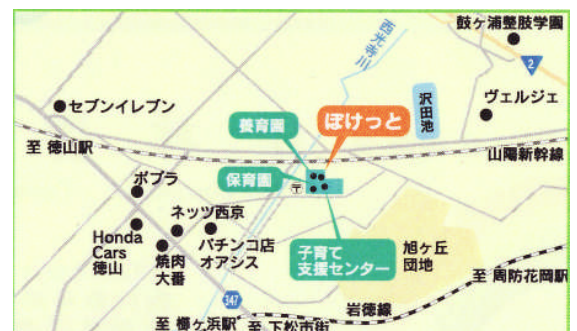 鼓ヶ浦整肢学園
西光寺川
2
沢田池
セブンイレブン
ヴェルジェ
養育園
ぽけっと
至 徳山駅
山陽新幹線
ポプラ
保育園
〒
ネッツ西京
Honda
Cars
徳山
焼肉
大番
パチンコ店
オアシス
子育て
支援センター
旭ヶ丘
団地
至 周防花岡駅
347
岩徳線
至 櫛ヶ浜駅
至 下松市街